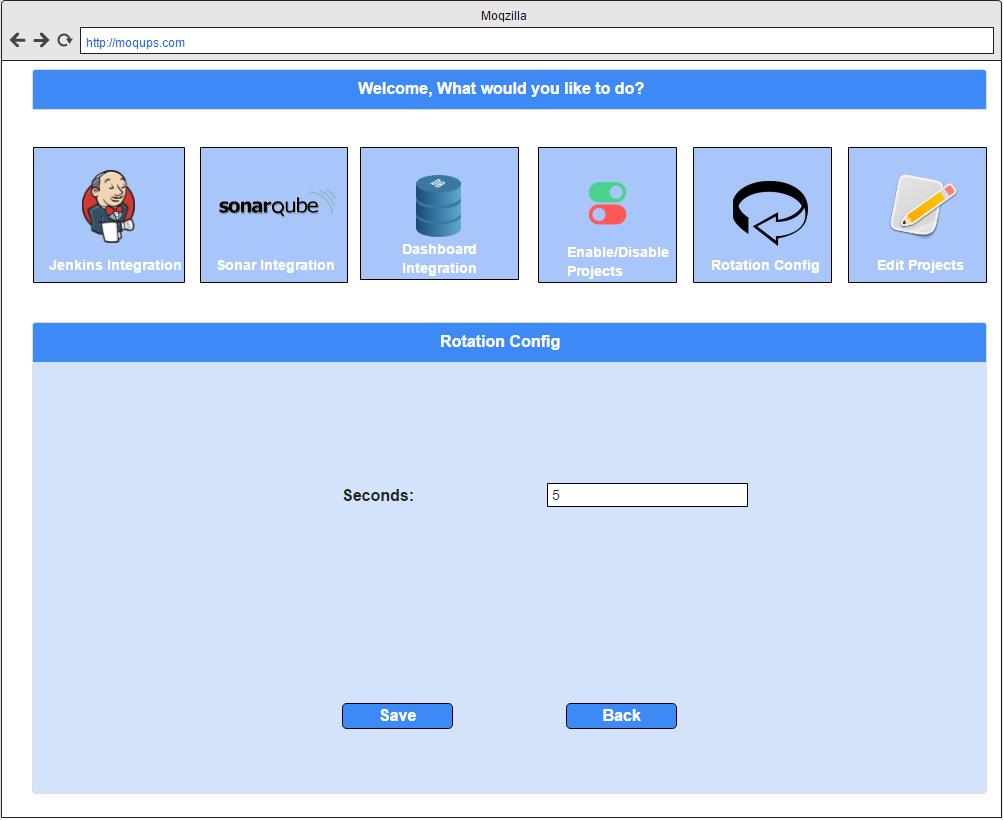 Moqzilla
http://moqups.com
Welcome, What would you like to do?
sonarqube
DB
Jenkins Integration
Sonar Integration
Dashboard
Integration
Enable/Disable
Projects
Rotation Config
Edit Projects
Rotation Config
Seconds:
5
Save
Back